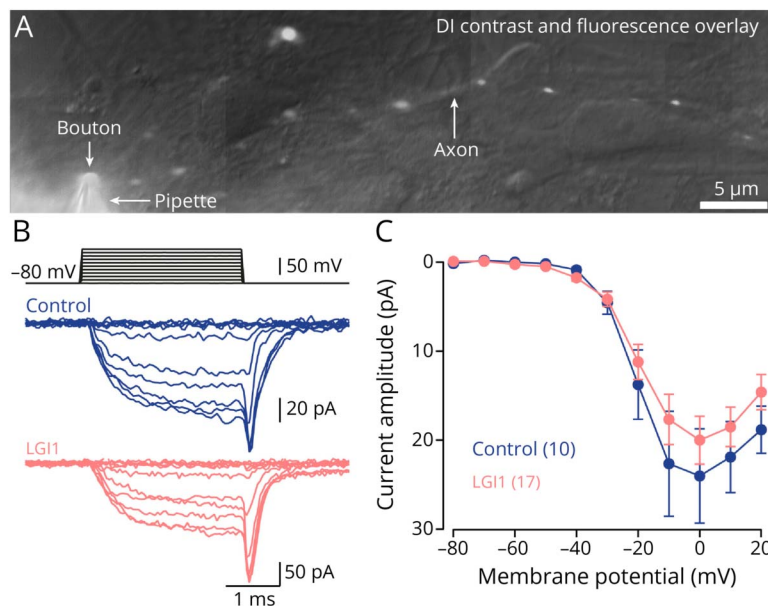 A
DI contrast and fluorescence overlay
Bouton
Axon
Pipette
5 μm
B
−80 mV
50 mV
Control
20 pA
LGI1
50 pA
1 ms
C
Current amplitude (pA)
0
10
20
30
Control (10)
LGI1 (17)
−80 −60 −40 −20 0 20
Membrane potential (mV)